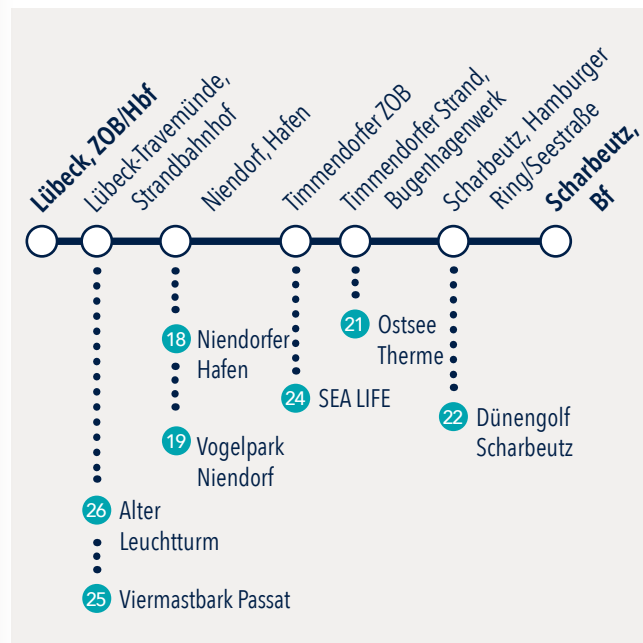 Lübeck, ZOB/Hbf
Lübeck-Travemünde,
Strandbahnhof
Niendorf, Hafen
Timmendorfer ZOB
Timmendorfer Strand,
Bugenhagenwerk
Scharbeutz, Hamburger
Ring/Seestraße
Scharbeutz,
Bf
18 Niendorfer
Hafen
19 Vogelpark
Niendorf
26 Alter
Leuchtturm
25 Viermastbark Passat
24 SEA LIFE
21 Ostsee
Therme
22 Dünengolf
Scharbeutz